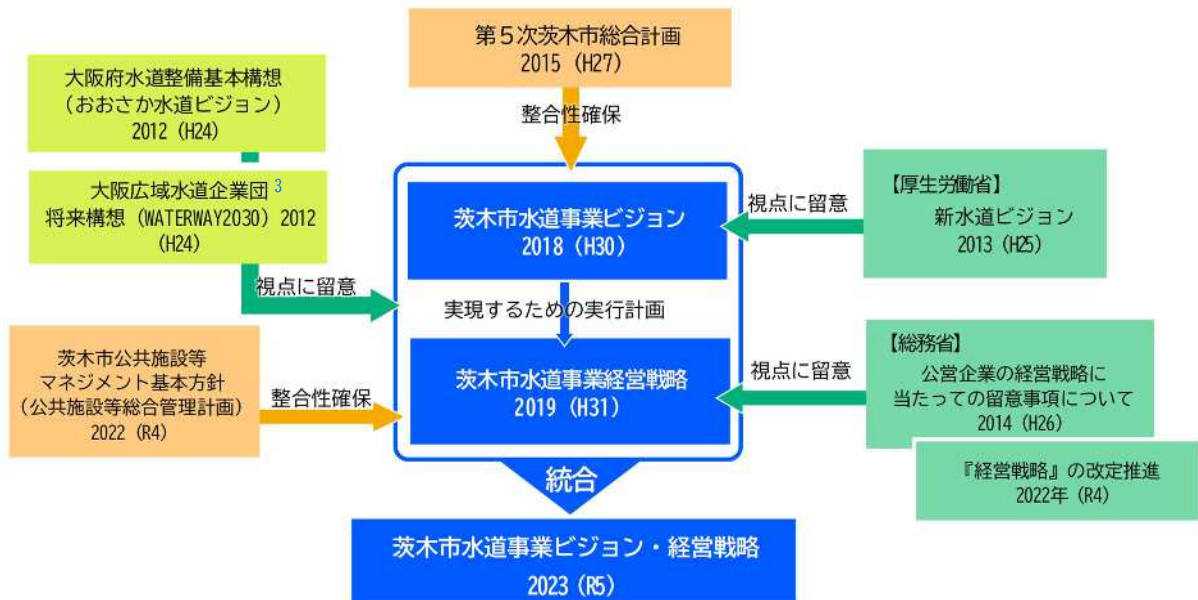 第5次茨木市総合計画
2015（H27）
整合性確保
大阪府水道整備基本構想
（おおさか水道ビジョン）
2012（H24）
大阪広域水道企業団3
将来構想（WATERWAY2030）2012
（H24）
視点に留意
茨木市公共施設等
マネジメント基本方針
（公共施設等総合管理計画）
2022（R4）
整合性確保
茨木市水道事業ビジョン
2018（H30）
実現するための実行計画
茨木市水道事業経営戦略
2019（H31）
視点に留意
【厚生労働省】
新水道ビジョン
2013（H25）
視点に留意
【総務省】
公営企業の経営戦略に
当たっての留意事項について
2014（H26）
『経営戦略』の改定推進
2022年（R4）
統合
茨木市水道事業ビジョン・経営戦略
2023（R5）